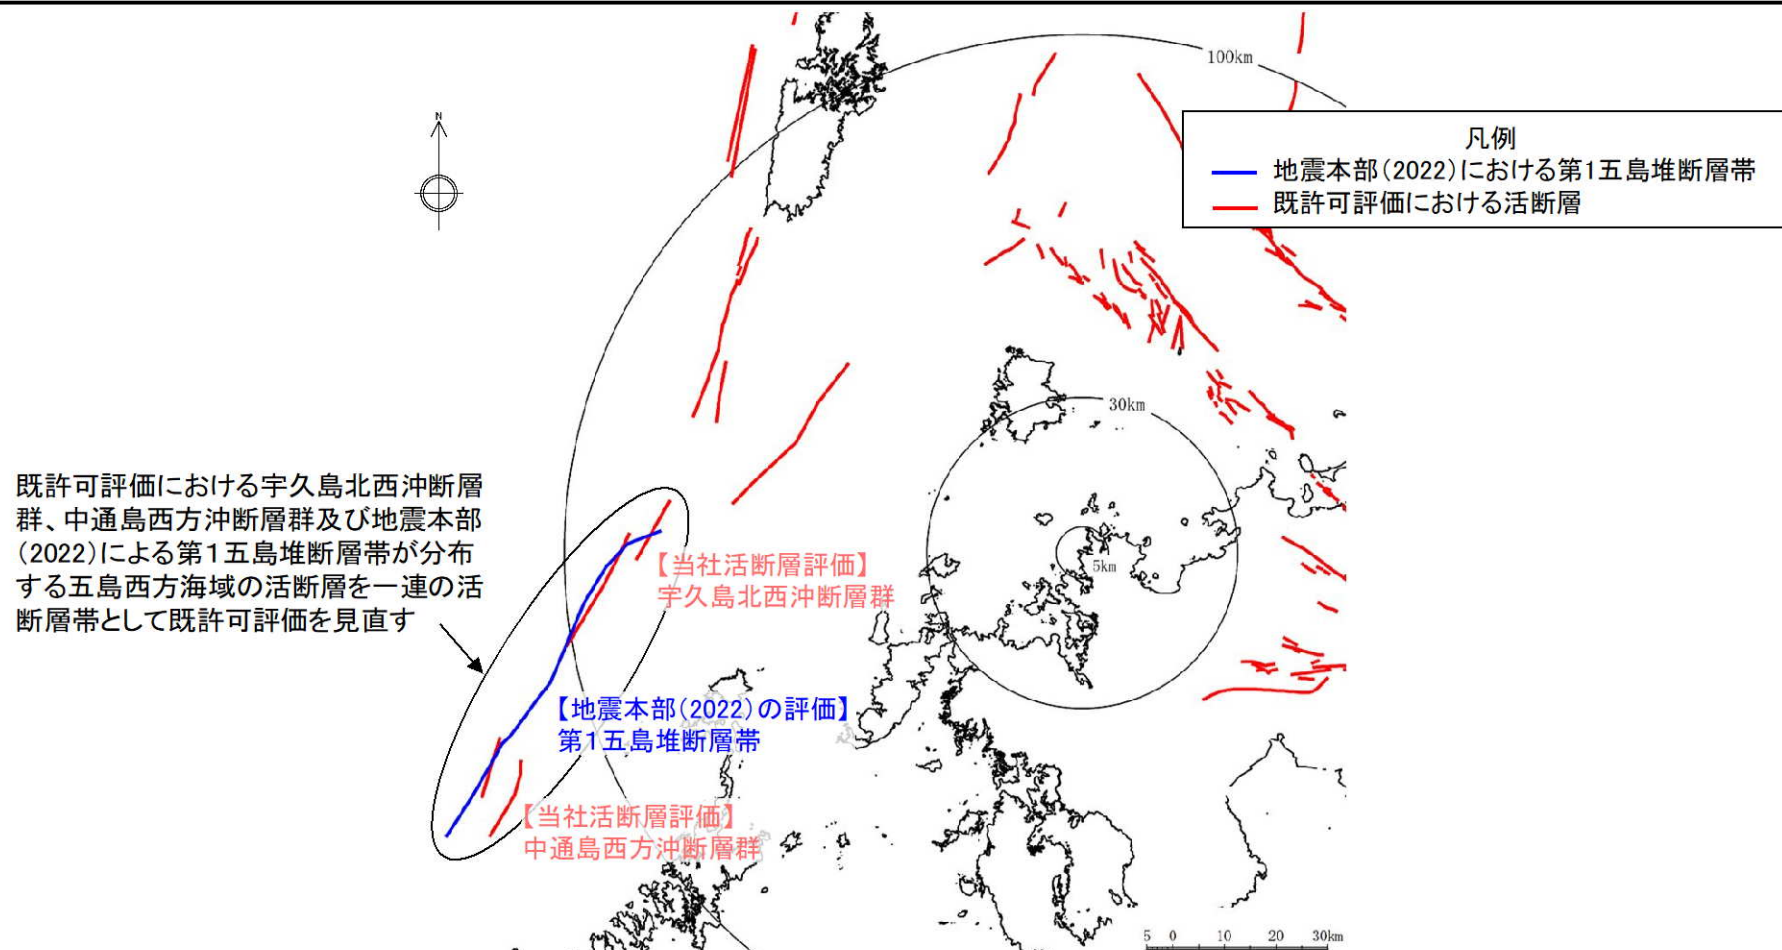 100km
N
凡例
地震本部(2022)における第1五島堆断層帯
既許可評価における活断層
30km
既許可評価における宇久島北西沖断層
群、中通島西方沖断層群及び地震本部
(2022)による第1五島堆断層帯が分布
する五島西方海域の活断層を一連の活
断層帯として既許可評価を見直す
【当社活断層評価】
宇久島北西沖断層群
5km
【地震本部(2022)の評価】
第1五島堆断層帯
【当社活断層評価】
中通島西方沖断層群
5 0 10 20 30km